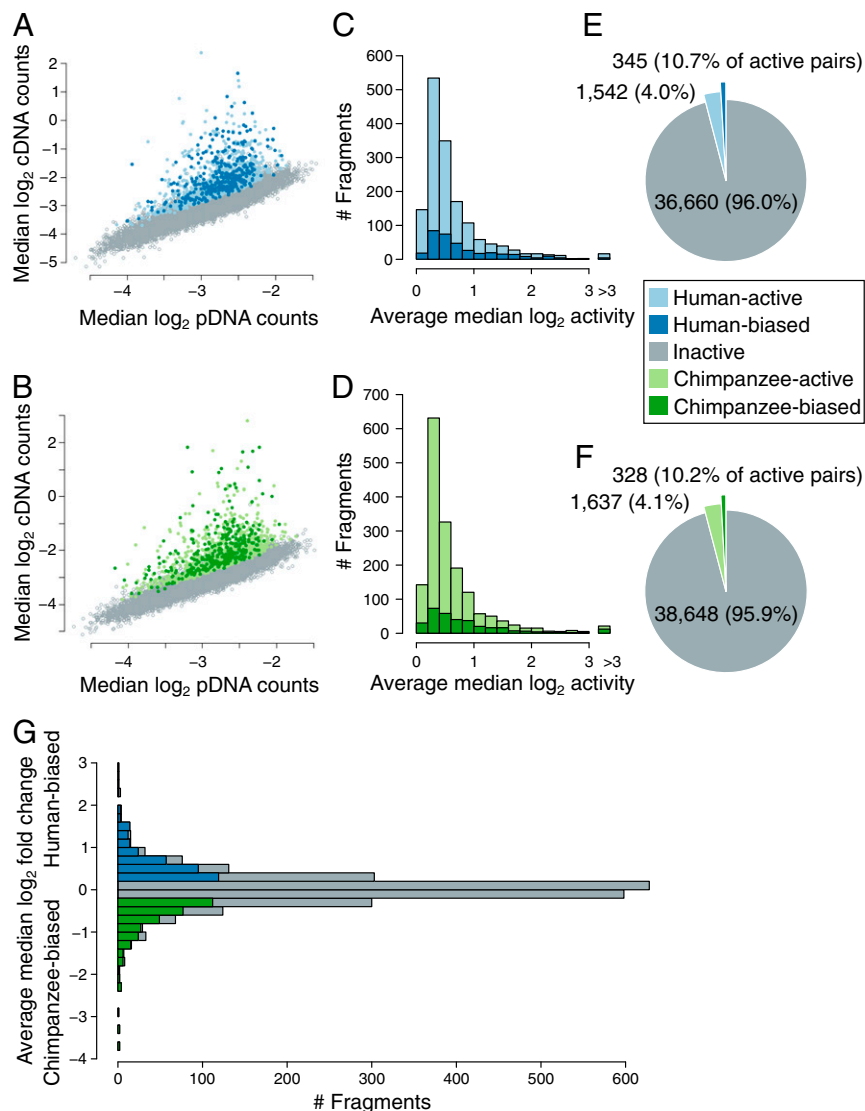 A
Median log₂ cDNA counts
2
1
0
−1
−2
−3
−4
−5
−4
−3
−2
Median log₂ pDNA counts
C
# Fragments
600
500
400
300
200
100
0
0
1
2
3 >3
Average median log₂ activity
E
345 (10.7% of active pairs)
1,542 (4.0%)
36,660 (96.0%)
Human-active
Human-biased
Inactive
Chimpanzee-active
Chimpanzee-biased
B
Median log₂ cDNA counts
2
0
−2
−4
−4
−3
−2
Median log₂ pDNA counts
D
# Fragments
700
600
500
400
300
200
100
0
0
1
2
3 >3
Average median log₂ activity
F
328 (10.2% of active pairs)
1,637 (4.1%)
38,648 (95.9%)
G
Average median log₂ fold change
Human-biased
Chimpanzee-biased
3
2
1
0
−1
−2
−3
−4
0
100
200
300
400
500
600
# Fragments